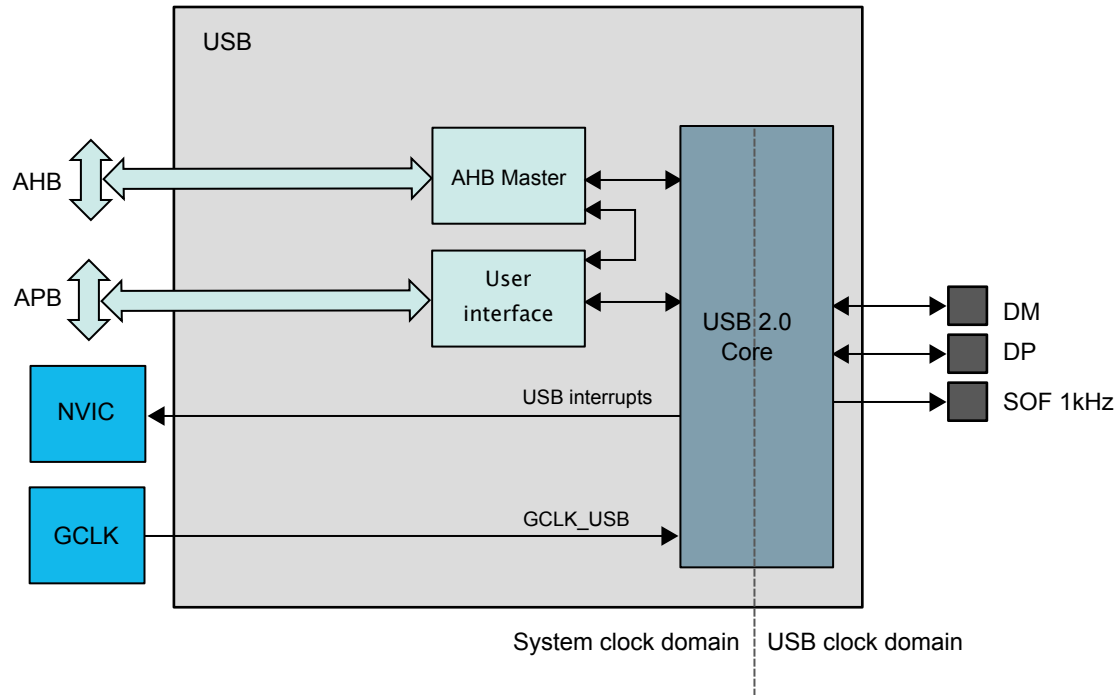 USB
AHB
AHB Master
APB
User
interface
USB 2.0
Core
DM
DP
SOF 1kHz
NVIC
USB interrupts
GCLK
GCLK_USB
System clock domain
USB clock domain